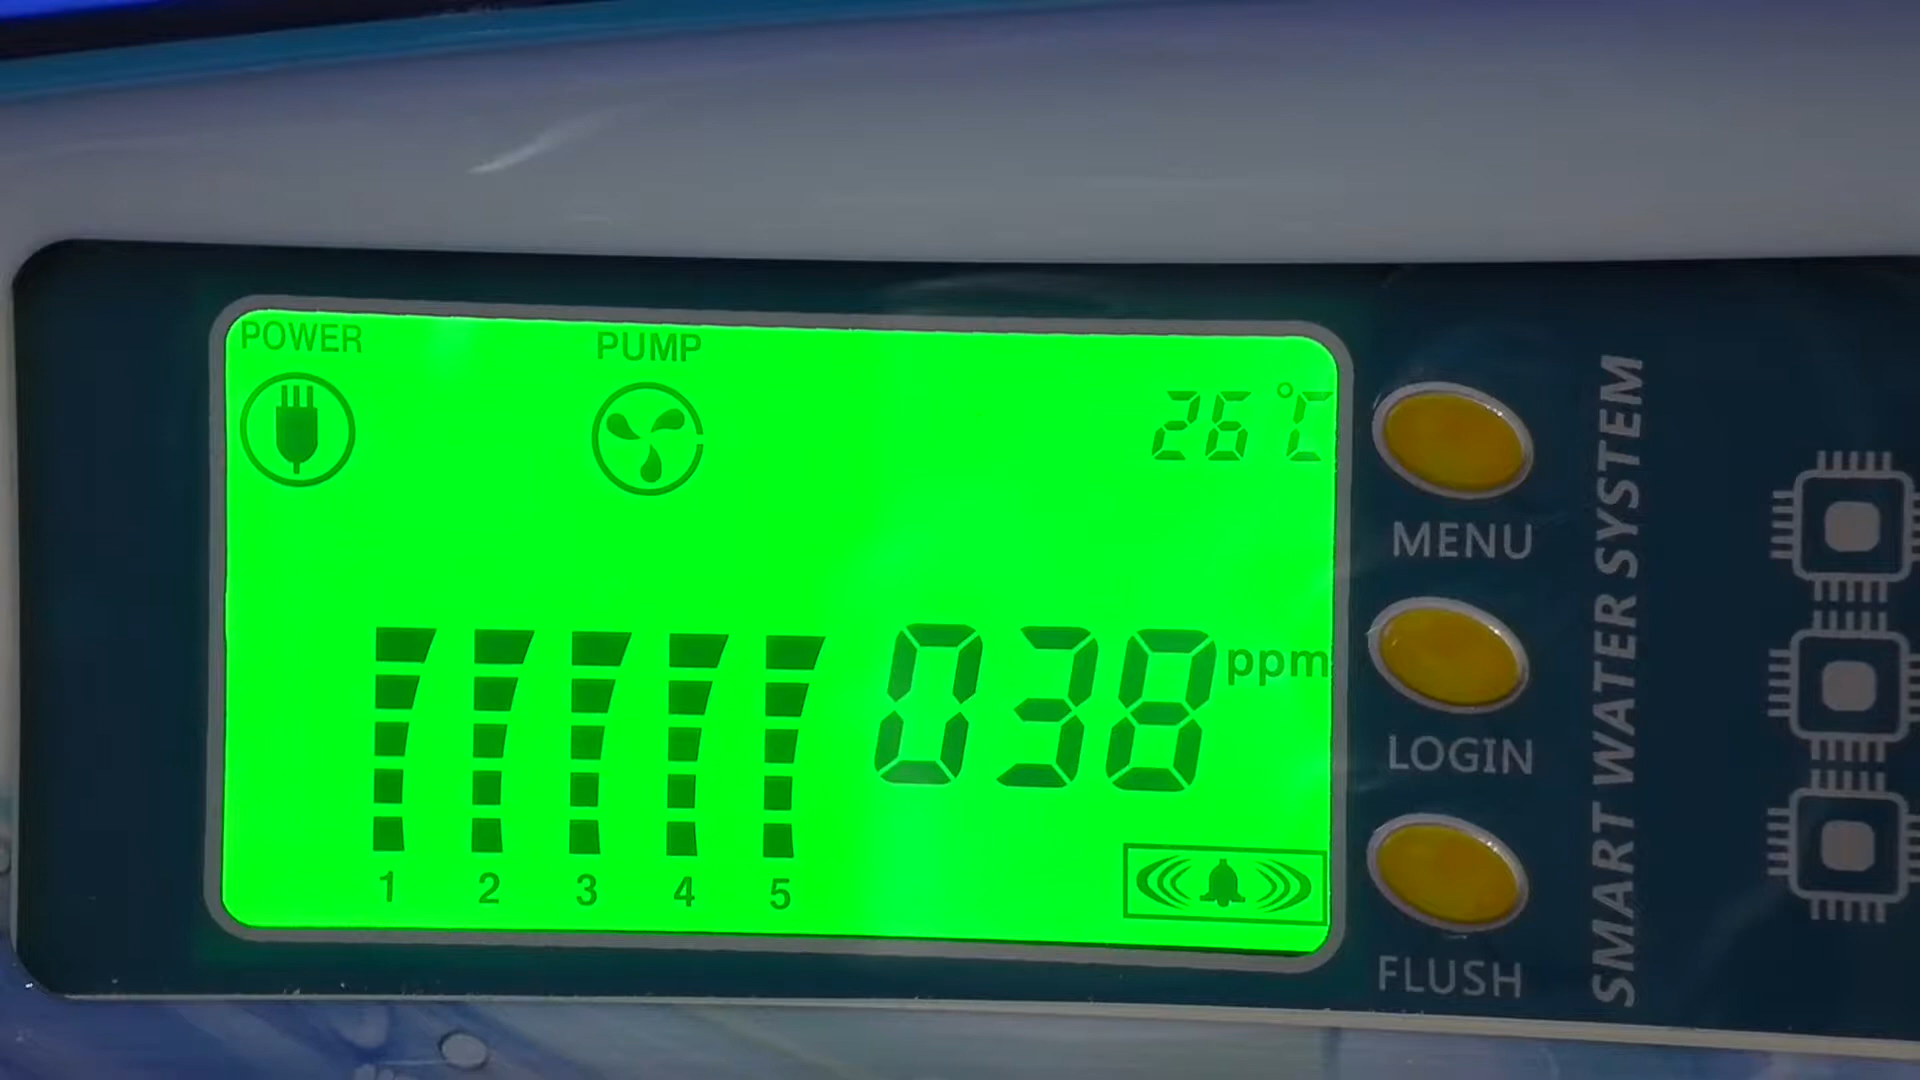 POWER
PUMP
26 °C
038 ppm
1 2 3 4 5
MENU
LOGIN
FLUSH
SMART WATER SYSTEM